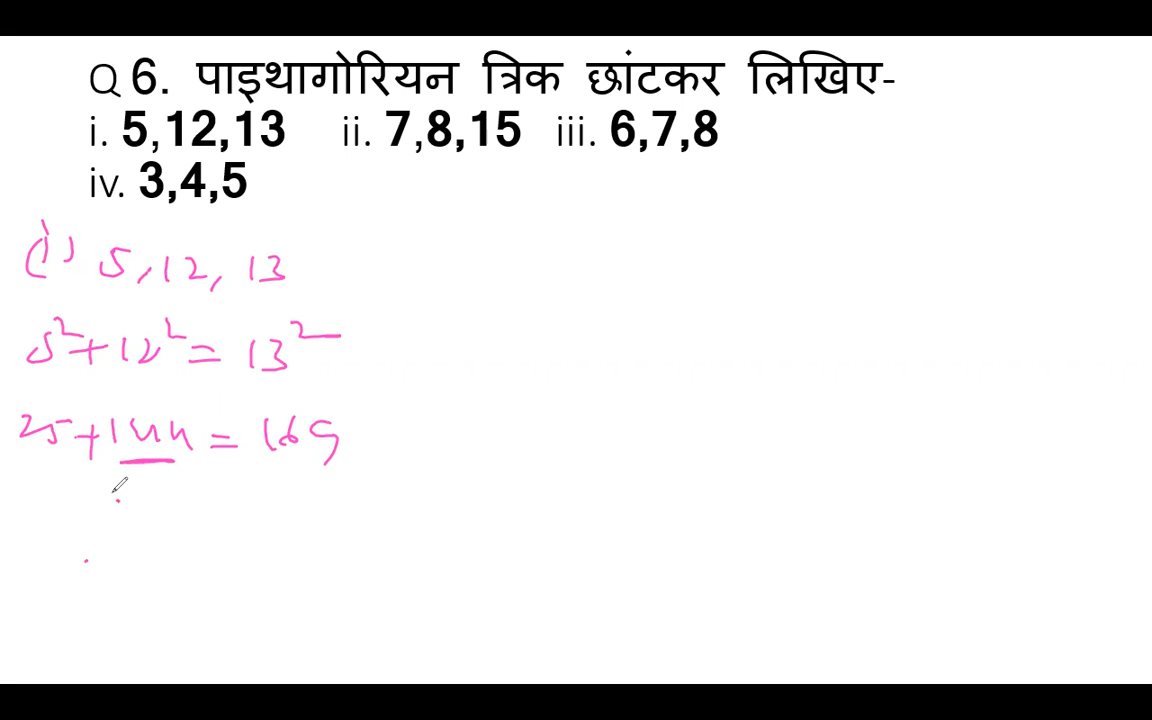 Q 6. पाइथागोरियन त्रिक छांटकर लिखिए-
i. 5,12,13 ii. 7,8,15 iii. 6,7,8
iv. 3,4,5
(i) 5, 12, 13
5² + 12² = 13²
25 + 144 = 169